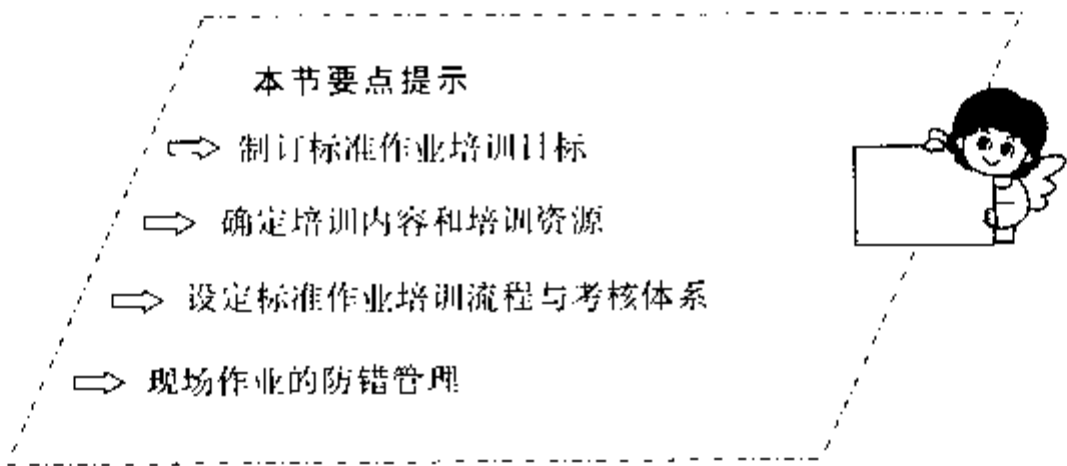 本节要点提示
制订标准作业培训计标
确定培训内容和培训资源
设定标准作业培训流程与考核体系
现场作业的防错管理